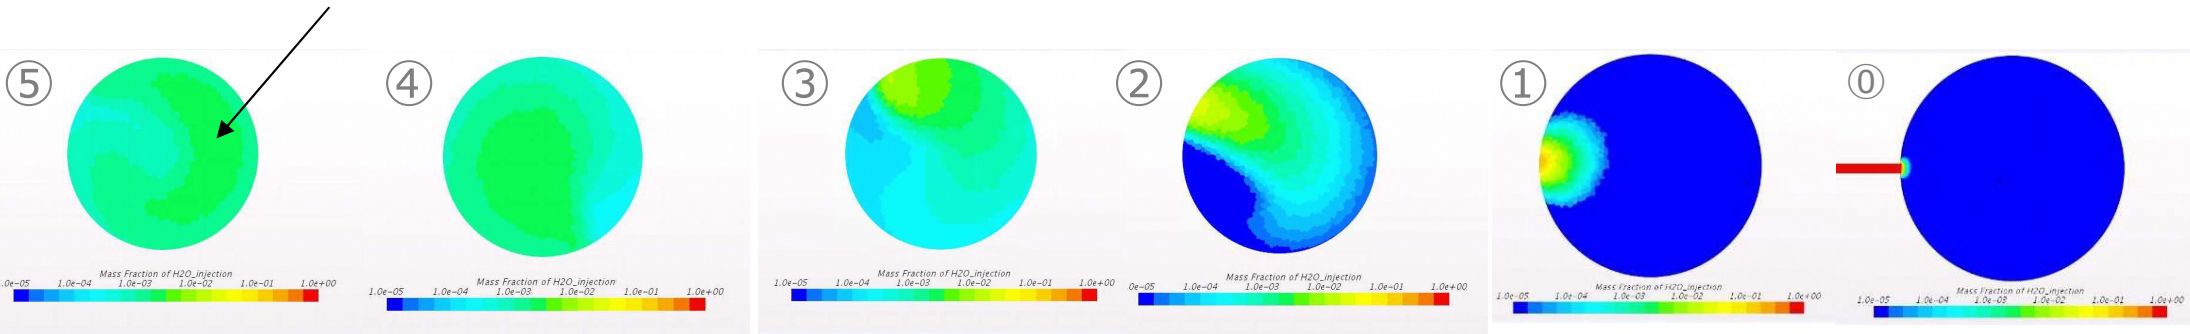 ⑤
④
③
②
①
⓪
Mass Fraction of H2O_injection
.0e-05 1.0e-04 1.0e-03 1.0e-02 1.0e-01 1.0e+00
Mass Fraction of H2O_injection
1.0e-05 1.0e-04 1.0e-03 1.0e-02 1.0e-01 1.0e+00
Mass Fraction of H2O_injection
1.0e-05 1.0e-04 1.0e-03 1.0e-02 1.0e-01 1.0e+00
Mass Fraction of H2O_injection
0e-05 1.0e-04 1.0e-03 1.0e-02 1.0e-01 1.0e+00
Mass Fraction of H2O_injection
1.0e-05 1.0e-04 1.0e-03 1.0e-02 1.0e-01 1.0e+00
Mass Fraction of H2O_injection
1.0e-05 1.0e-04 1.0e-03 1.0e-02 1.0e-01 1.0e+00